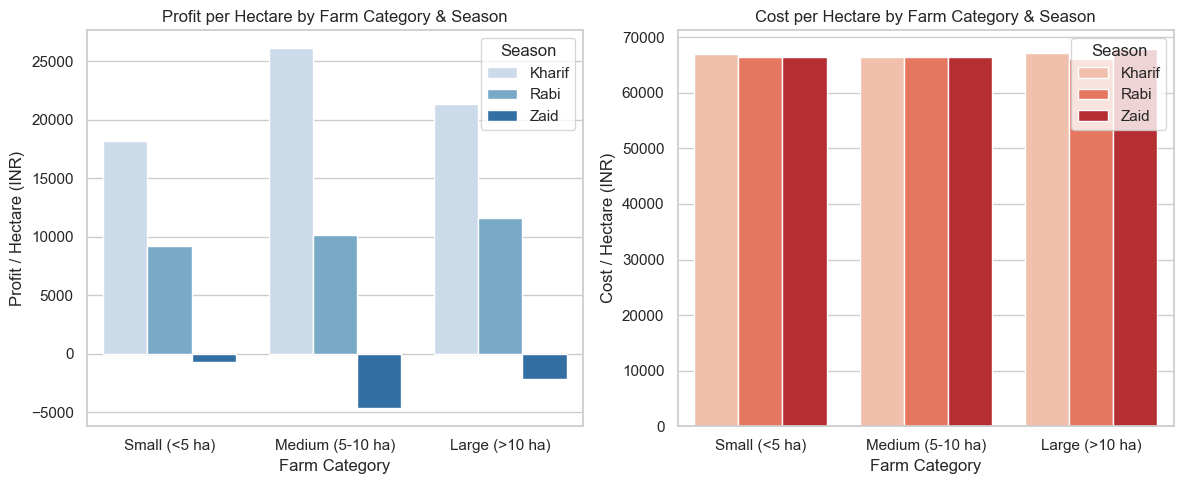 Profit per Hectare by Farm Category & Season
Profit / Hectare (INR)
25000
20000
15000
10000
5000
0
−5000
Season
Kharif
Rabi
Zaid
Small (<5 ha)
Medium (5-10 ha)
Large (>10 ha)
Farm Category
Cost per Hectare by Farm Category & Season
Cost / Hectare (INR)
70000
60000
50000
40000
30000
20000
10000
0
Season
Kharif
Rabi
Zaid
Small (<5 ha)
Medium (5-10 ha)
Large (>10 ha)
Farm Category